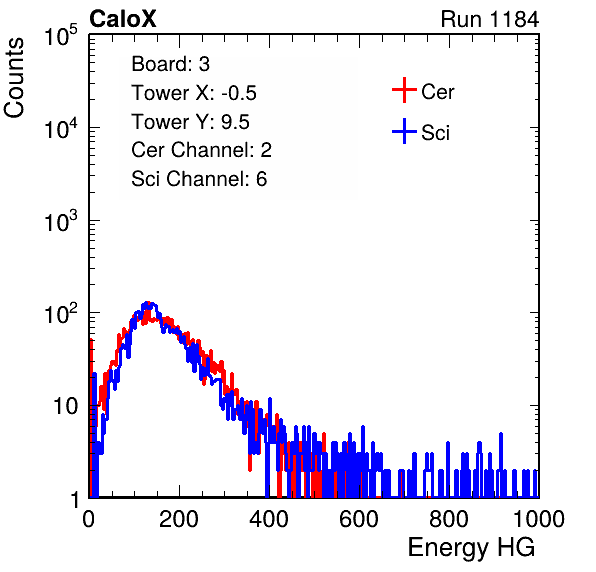 CaloX Run 1184
Counts
10^5
10^4
10^3
10^2
10
1
Board: 3
Tower X: -0.5
Tower Y: 9.5
Cer Channel: 2
Sci Channel: 6
Cer
Sci
0 200 400 600 800 1000
Energy HG